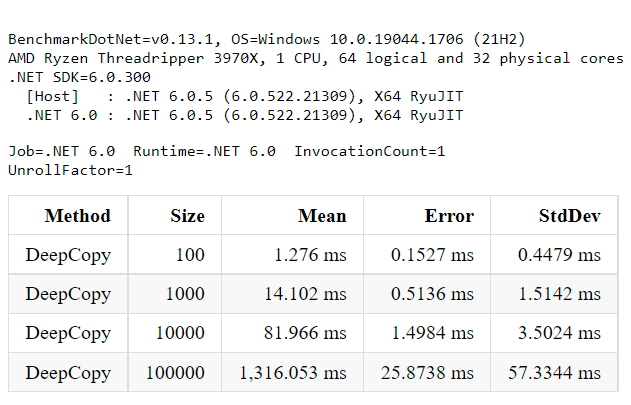 BenchmarkDotNet=v0.13.1, OS=Windows 10.0.19044.1706 (21H2)
AMD Ryzen Threadripper 3970X, 1 CPU, 64 logical and 32 physical cores
.NET SDK=6.0.300
[Host] : .NET 6.0.5 (6.0.522.21309), X64 RyuJIT
.NET 6.0 : .NET 6.0.5 (6.0.522.21309), X64 RyuJIT
Job=.NET 6.0 Runtime=.NET 6.0 InvocationCount=1
UnrollFactor=1
Method Size Mean Error StdDev
DeepCopy 100 1.276 ms 0.1527 ms 0.4479 ms
DeepCopy 1000 14.102 ms 0.5136 ms 1.5142 ms
DeepCopy 10000 81.966 ms 1.4984 ms 3.5024 ms
DeepCopy 100000 1,316.053 ms 25.8738 ms 57.3344 ms